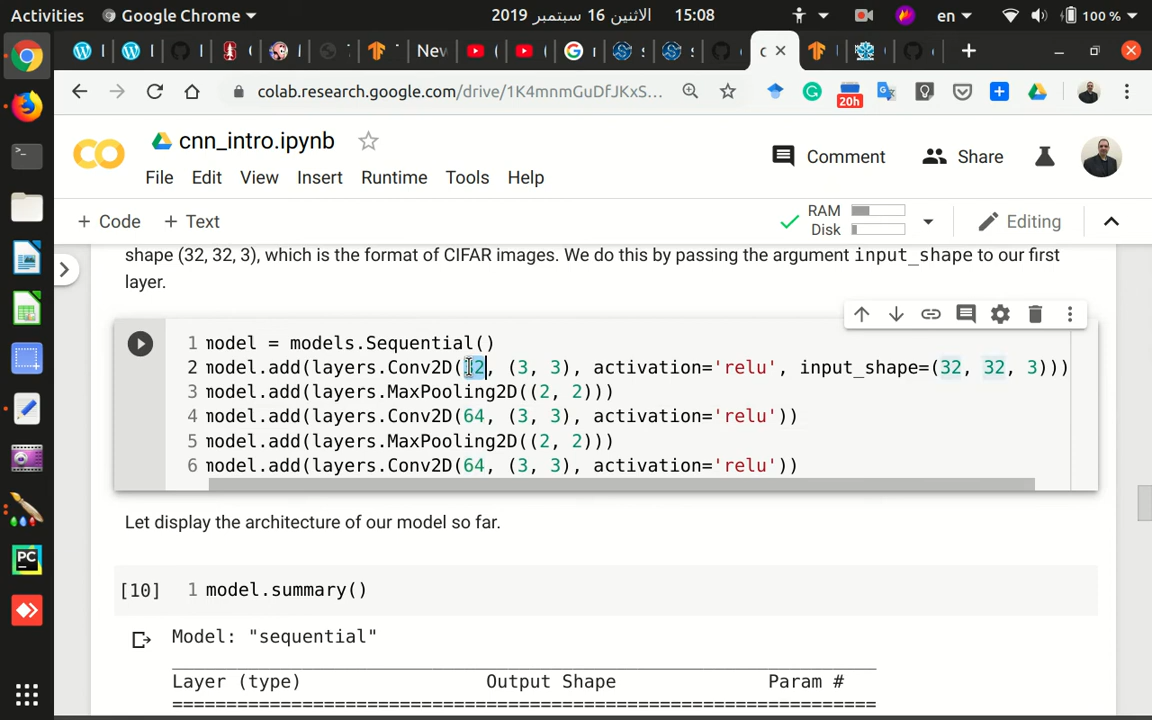 Activities Google Chrome الاثنين 16 سبتمبر 2019 15:08 en 100 %
New
colab.research.google.com/drive/1K4mnmGuDfJKxS... 20h
cnn_intro.ipynb
Comment Share
File Edit View Insert Runtime Tools Help
+ Code + Text RAM Disk Editing
shape (32, 32, 3), which is the format of CIFAR images. We do this by passing the argument input_shape to our first
layer.
1 model = models.Sequential()
2 model.add(layers.Conv2D(32, (3, 3), activation='relu', input_shape=(32, 32, 3)))
3 model.add(layers.MaxPooling2D((2, 2)))
4 model.add(layers.Conv2D(64, (3, 3), activation='relu'))
5 model.add(layers.MaxPooling2D((2, 2)))
6 model.add(layers.Conv2D(64, (3, 3), activation='relu'))
Let display the architecture of our model so far.
[10] 1 model.summary()
Model: "sequential"
Layer (type) Output Shape Param #